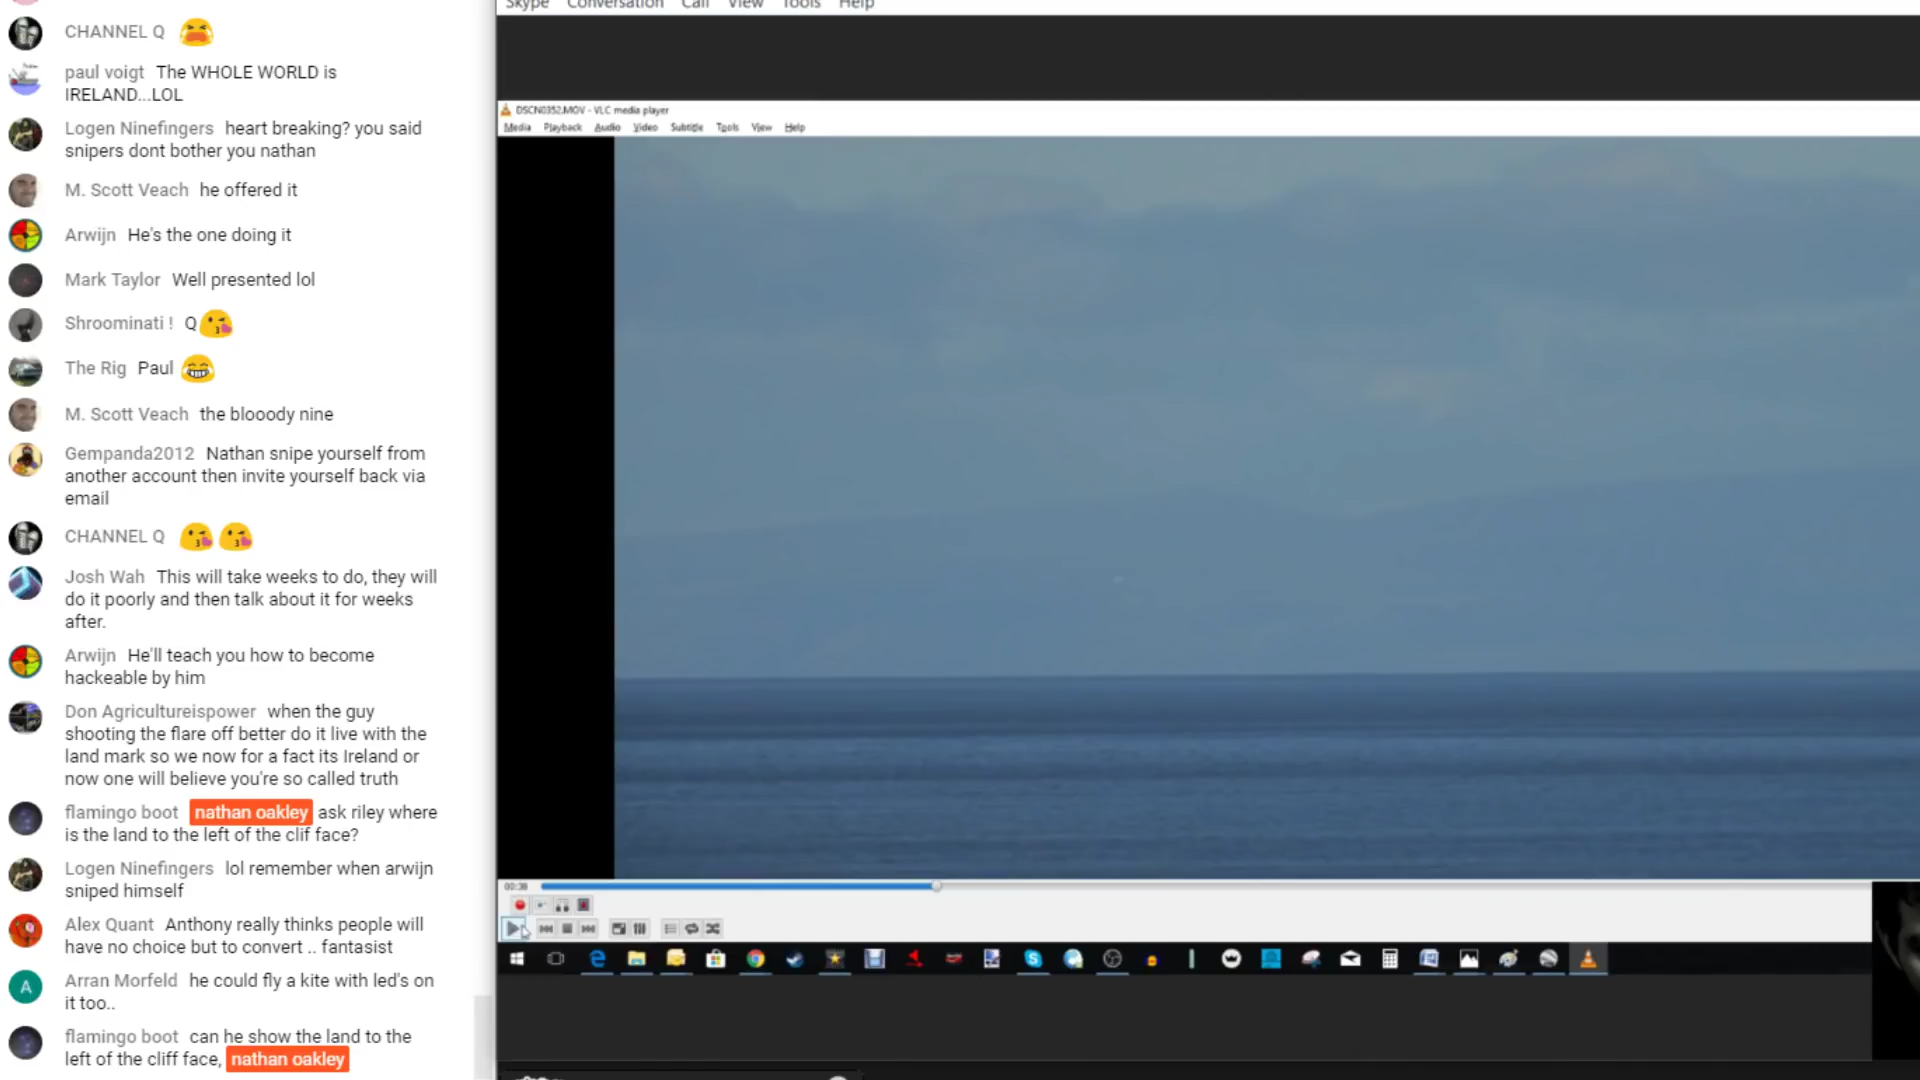 Skype Conversation Call View Tools Help
CHANNEL Q
paul voigt The WHOLE WORLD is
IRELAND...LOL
DSCN0352.MOV - VLC media player
Media Playback Audio Video Subtitle Tools View Help
Logen Ninefingers heart breaking? you said
snipers dont bother you nathan
M. Scott Veach he offered it
Arwijn He's the one doing it
Mark Taylor Well presented lol
Shroominati ! Q
The Rig Paul
M. Scott Veach the blooody nine
Gempanda2012 Nathan snipe yourself from
another account then invite yourself back via
email
CHANNEL Q
Josh Wah This will take weeks to do, they will
do it poorly and then talk about it for weeks
after.
Arwijn He'll teach you how to become
hackeable by him
Don Agricultureispower when the guy
shooting the flare off better do it live with the
land mark so we now for a fact its Ireland or
now one will believe you're so called truth
flamingo boot nathan oakley ask riley where
is the land to the left of the clif face?
Logen Ninefingers lol remember when arwijn
sniped himself
00:38
Alex Quant Anthony really thinks people will
have no choice but to convert .. fantasist
A
Arran Morfeld he could fly a kite with led's on
it too..
flamingo boot can he show the land to the
left of the cliff face, nathan oakley